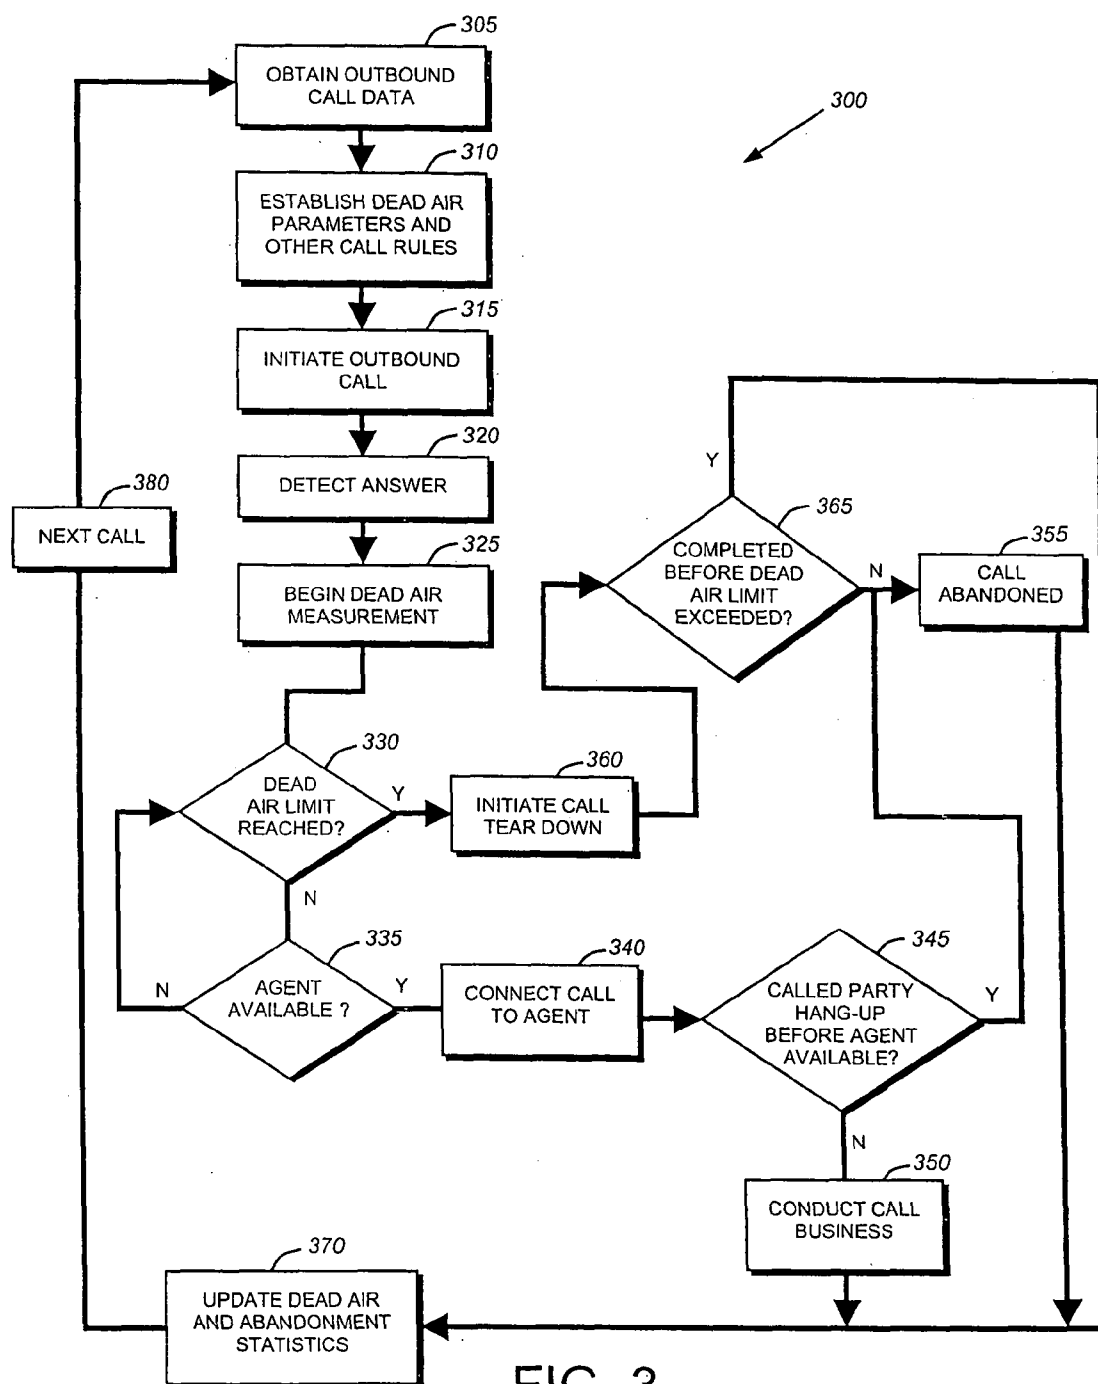 305
OBTAIN OUTBOUND
CALL DATA
300
310
ESTABLISH DEAD AIR
PARAMETERS AND
OTHER CALL RULES
315
INITIATE OUTBOUND
CALL
320
DETECT ANSWER
380
NEXT CALL
325
BEGIN DEAD AIR
MEASUREMENT
Y
365
COMPLETED
BEFORE DEAD
AIR LIMIT
EXCEEDED?
N
355
CALL
ABANDONED
330
DEAD
AIR LIMIT
REACHED?
Y
N
360
INITIATE CALL
TEAR DOWN
335
AGENT
AVAILABLE ?
N
Y
340
CONNECT CALL
TO AGENT
345
CALLED PARTY
HANG-UP
BEFORE AGENT
AVAILABLE?
Y
N
350
CONDUCT CALL
BUSINESS
370
UPDATE DEAD AIR
AND ABANDONMENT
STATISTICS
FIG. 3